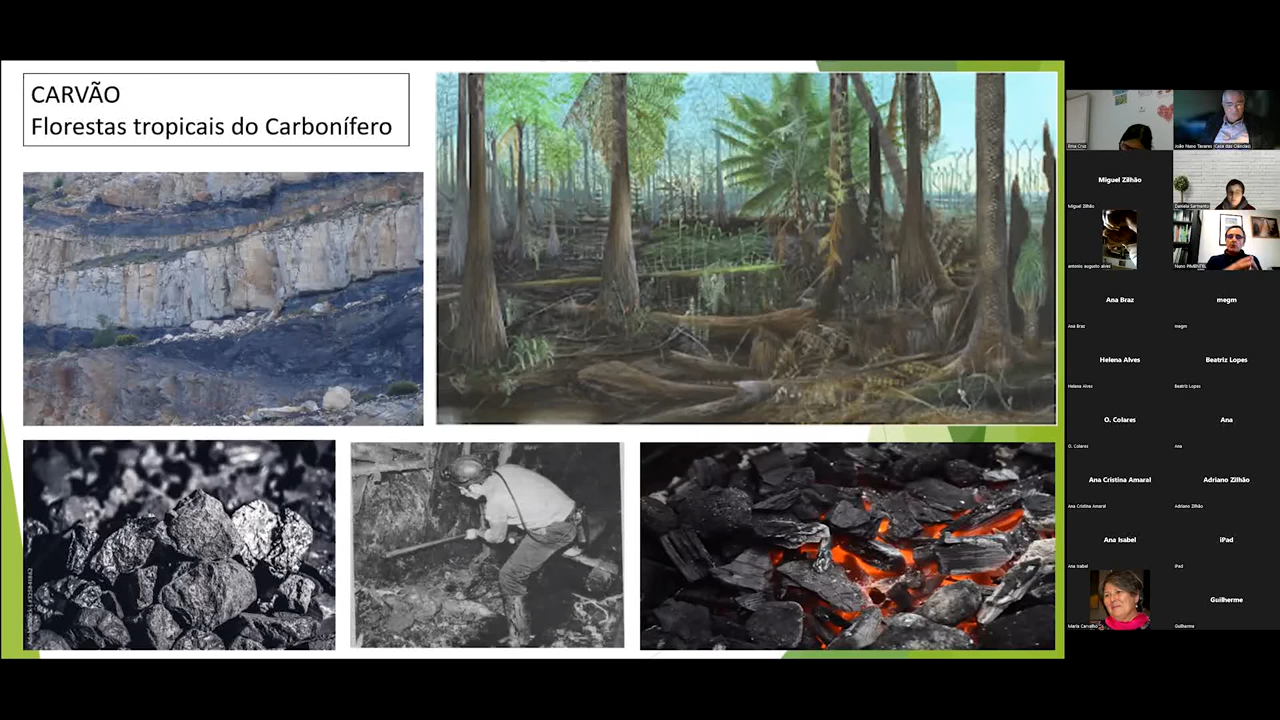 CARVÃO
Florestas tropicais do Carbonífero
Ema Cruz
João Nuno Tavares (Casa das Ciências)
Miguel Zilhão
Miguel Zilhão
Daniela Sarmento
antonio augusto alves
Nuno PIMENTEL
Ana Braz
Ana Braz
megm
megm
Helena Alves
Helena Alves
Beatriz Lopes
Beatriz Lopes
O. Colares
O. Colares
Ana
Ana
Ana Cristina Amaral
Ana Cristina Amaral
Adriano Zilhão
Adriano Zilhão
Ana Isabel
Ana Isabel
iPad
iPad
Maria Carvalho
Guilherme
Guilherme